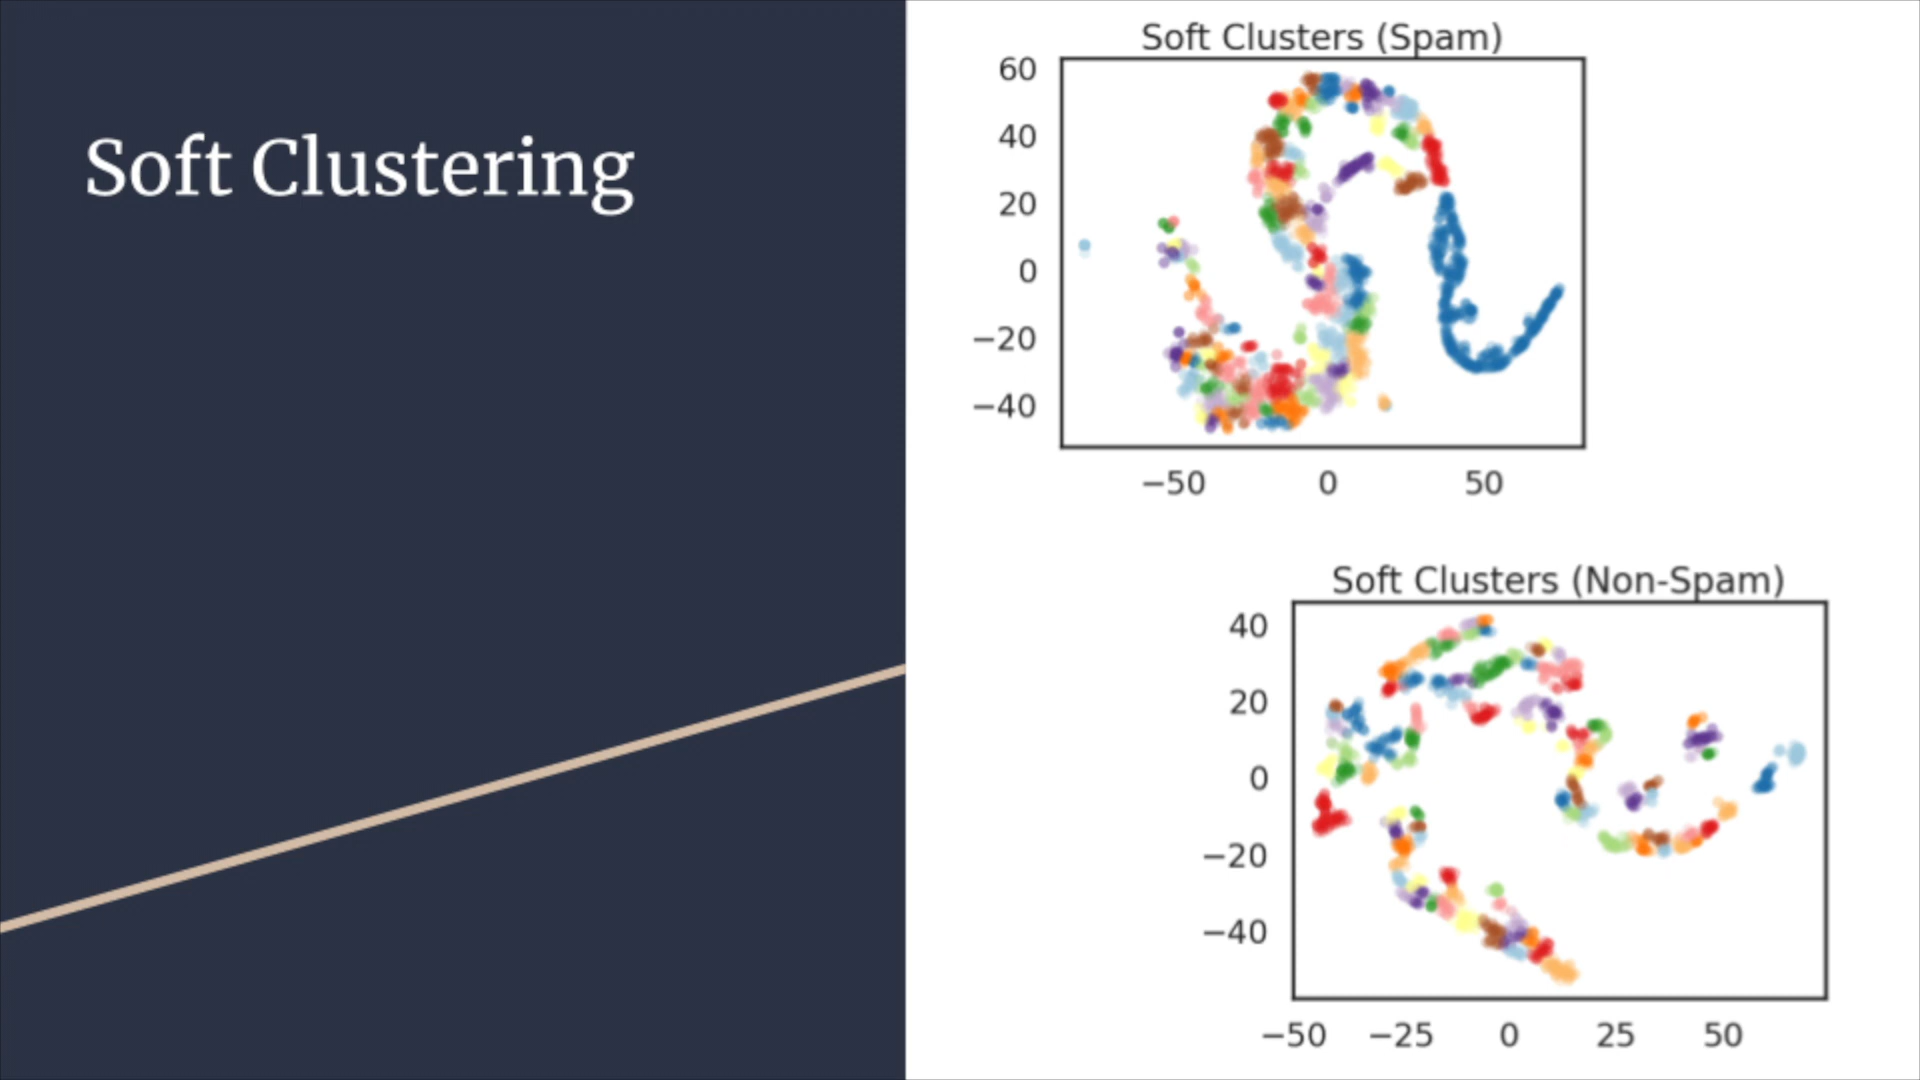 Soft Clustering
Soft Clusters (Spam)
60
40
20
0
−20
−40
−50 0 50
Soft Clusters (Non-Spam)
40
20
0
−20
−40
−50 −25 0 25 50